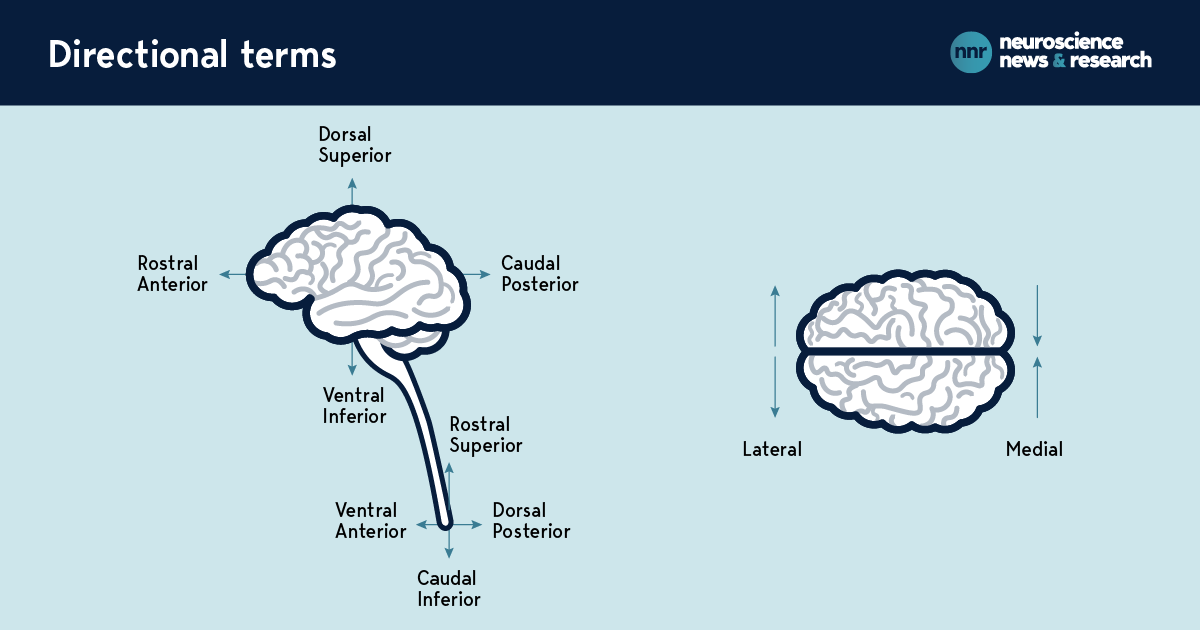 Directional terms
nnr
neuroscience
news & research
Dorsal
Superior
Rostral
Anterior
Caudal
Posterior
Ventral
Inferior
Rostral
Superior
Ventral
Anterior
Dorsal
Posterior
Caudal
Inferior
Lateral
Medial